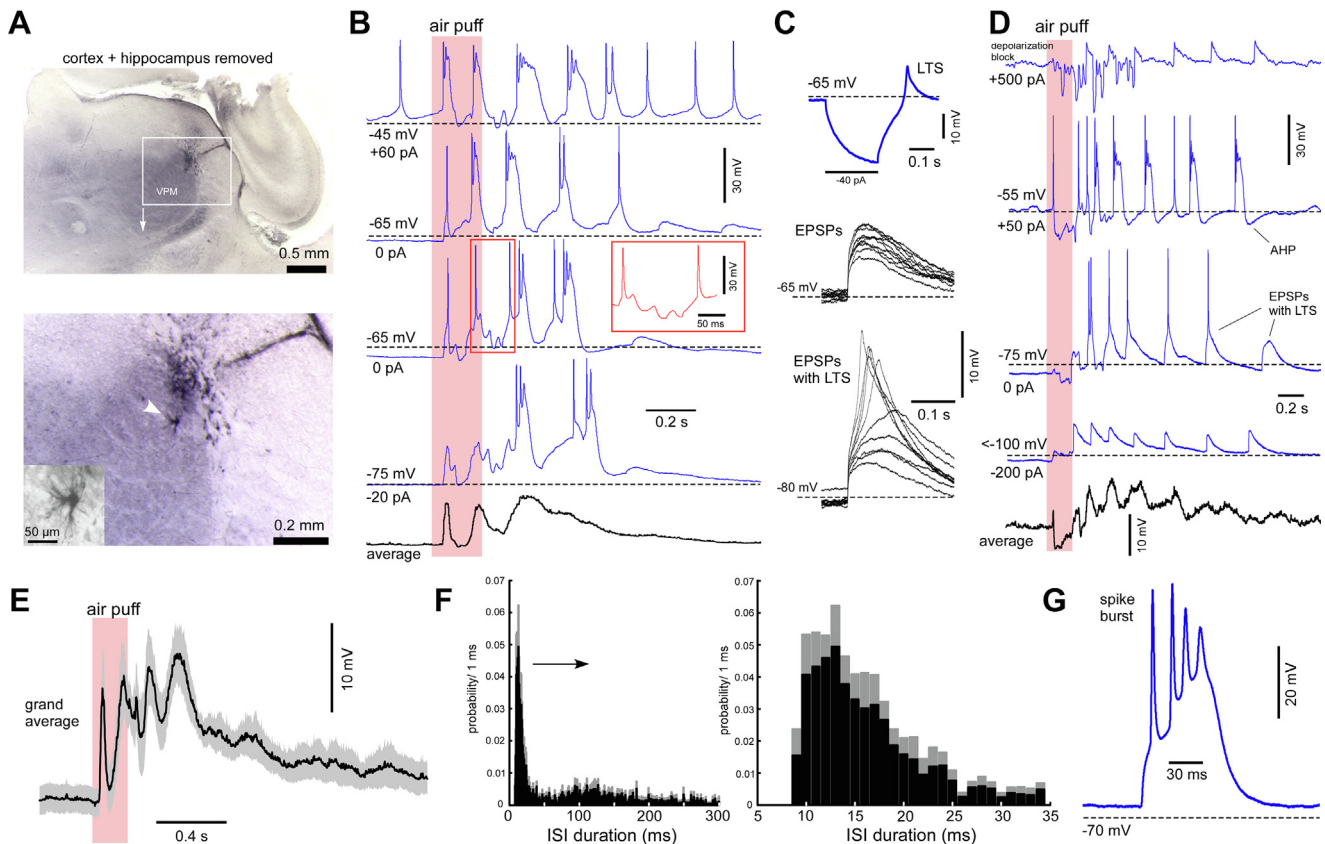 A
cortex + hippocampus removed
VPM
0.5 mm
50 µm
0.2 mm
B
air puff
-45 mV
+60 pA
30 mV
-65 mV
0 pA
30 mV
50 ms
-65 mV
0 pA
0.2 s
-75 mV
-20 pA
average
C
LTS
-65 mV
10 mV
0.1 s
-40 pA
EPSPs
-65 mV
EPSPs
with LTS
10 mV
0.1 s
-80 mV
D
air puff
depolarization
block
+500 pA
30 mV
-55 mV
+50 pA
AHP
EPSPs
with LTS
-75 mV
0 pA
0.2 s
<-100 mV
-200 pA
average
10 mV
E
air puff
10 mV
grand
average
0.4 s
F
probability/ 1 ms
0.07
0.06
0.05
0.04
0.03
0.02
0.01
0
0 100 200 300
ISI duration (ms)
probability/ 1 ms
0.07
0.06
0.05
0.04
0.03
0.02
0.01
0
5 10 15 20 25 30 35
ISI duration (ms)
G
spike
burst
20 mV
30 ms
-70 mV